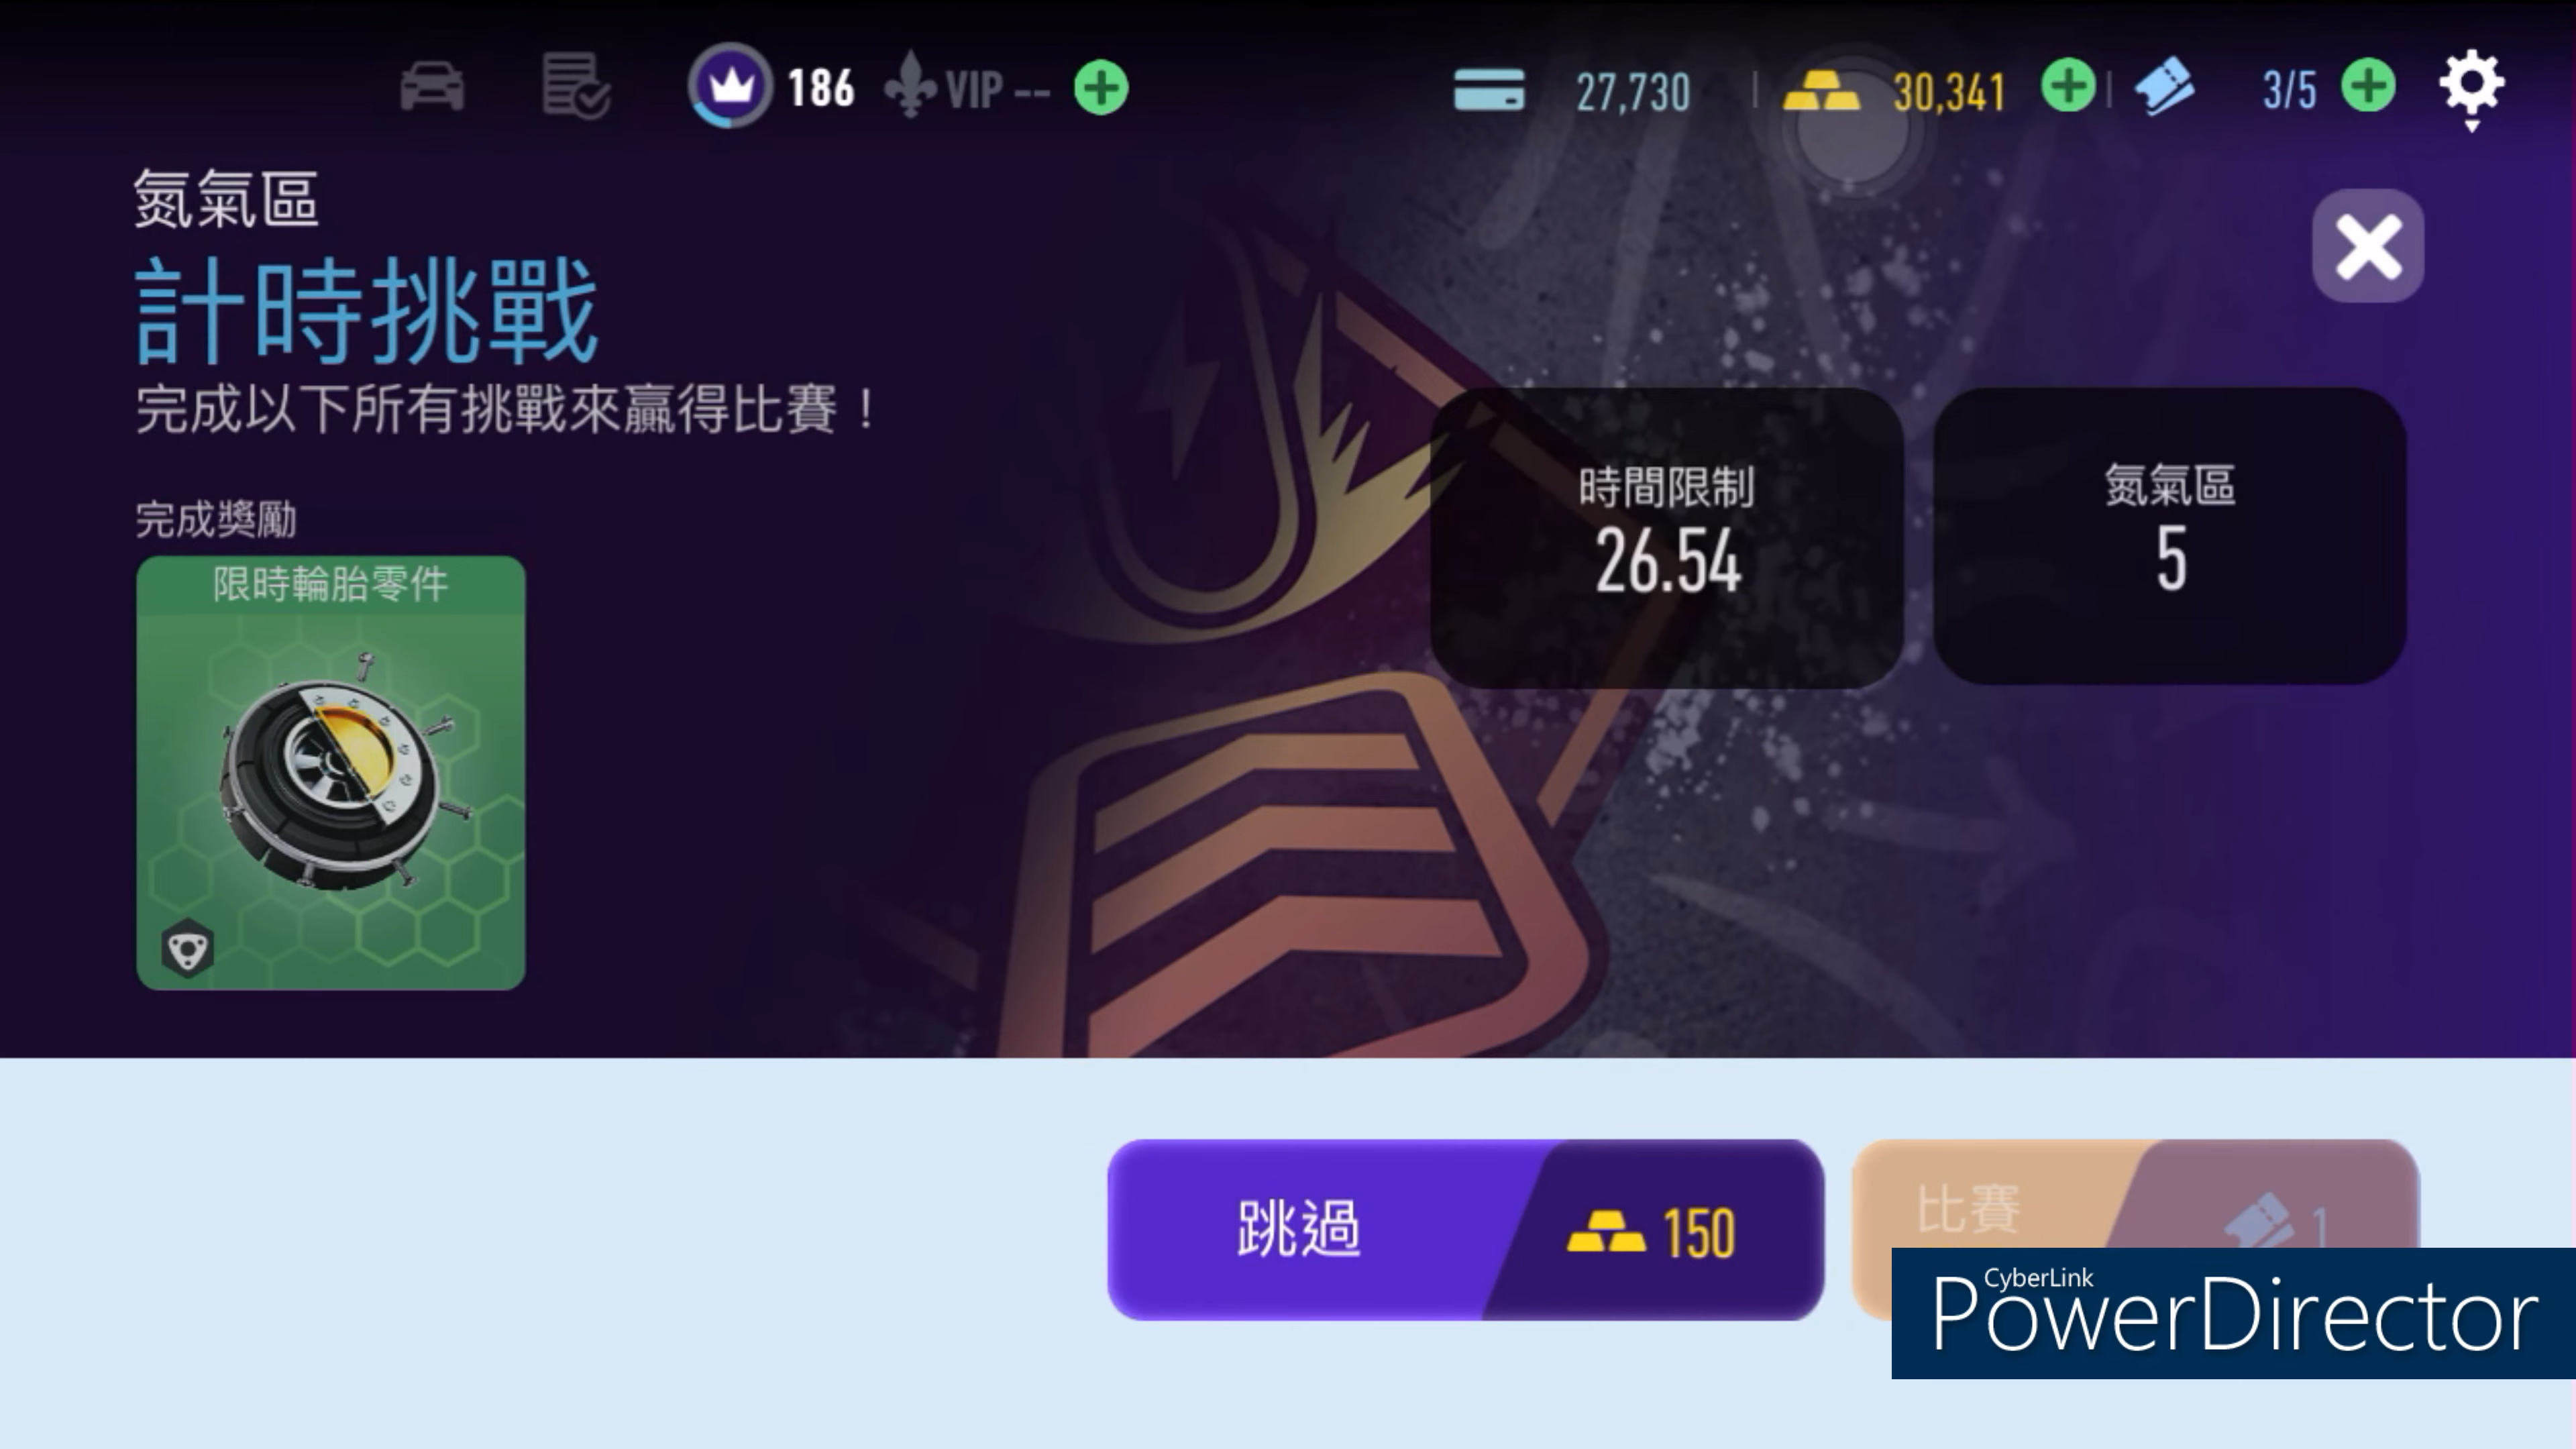 186
VIP --
27,730
30,341
3/5
氮氣區
計時挑戰
完成以下所有挑戰來贏得比賽！
完成獎勵
限時輪胎零件
時間限制
26.54
氮氣區
5
跳過
150
比賽
1
CyberLink
PowerDirector